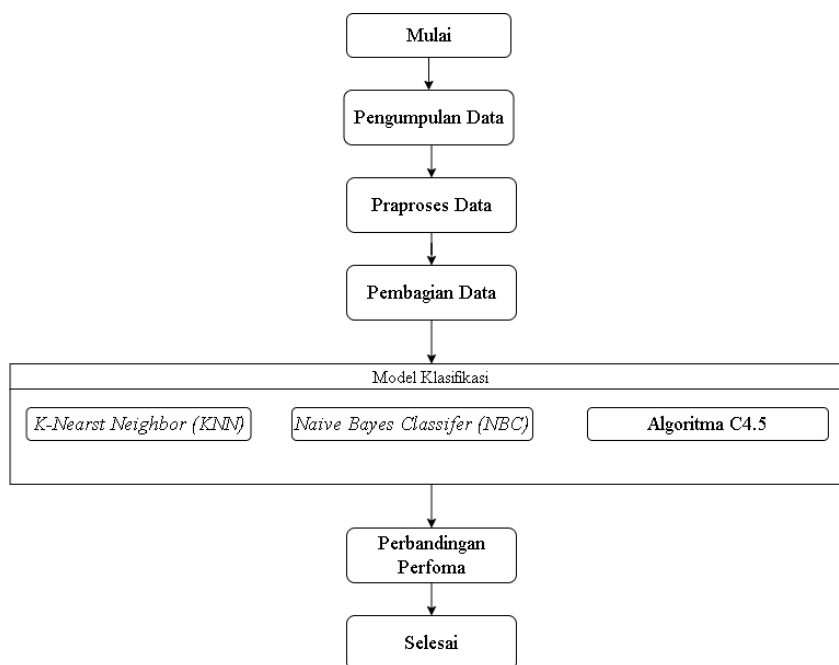 Mulai
Pengumpulan Data
Praproses Data
Pembagian Data
Model Klasifikasi
K-Nearst Neighbor (KNN)
Naive Bayes Classifer (NBC)
Algoritma C4.5
Perbandingan
Perfoma
Selesai